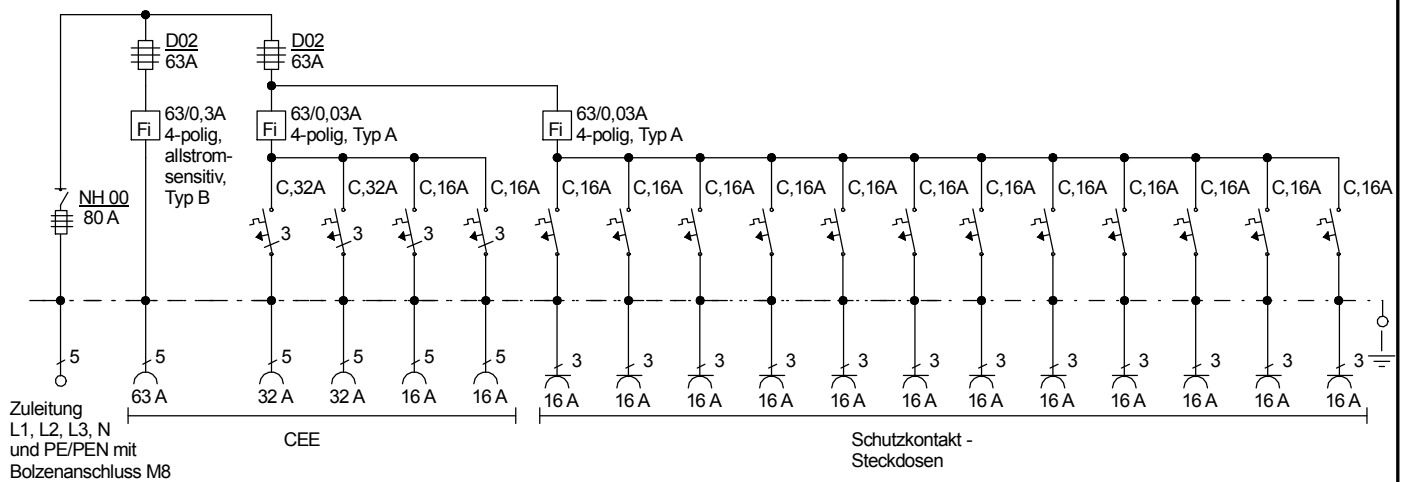 D02
63A
D02
63A
Fi
63/0,3A
4-polig,
allstrom-
sensitiv,
Typ B
Fi
63/0,03A
4-polig, Typ A
Fi
63/0,03A
4-polig, Typ A
NH 00
80 A
C,32A C,32A C,16A C,16A C,16A C,16A C,16A C,16A C,16A C,16A C,16A C,16A C,16A C,16A C,16A C,16A
3 3 3 3
5 5 5 5 5 5 3 3 3 3 3 3 3 3 3 3 3 3
63 A 32 A 32 A 16 A 16 A 16 A 16 A 16 A 16 A 16 A 16 A 16 A 16 A 16 A 16 A 16 A 16 A
Zuleitung
L1, L2, L3, N
und PE/PEN mit
Bolzenanschluss M8
CEE
Schutzkontakt -
Steckdosen